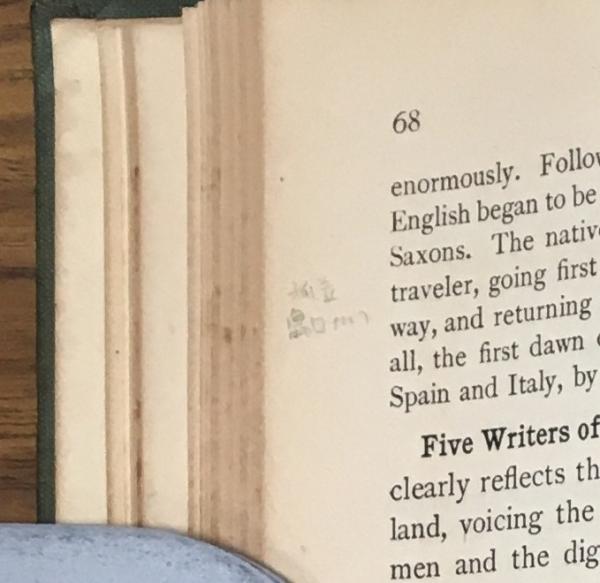 68
enormously. Follow
English began to be
Saxons. The nativ
traveler, going first
way, and returning
all, the first dawn
Spain and Italy, by
Five Writers of
clearly reflects th
land, voicing the
men and the dig